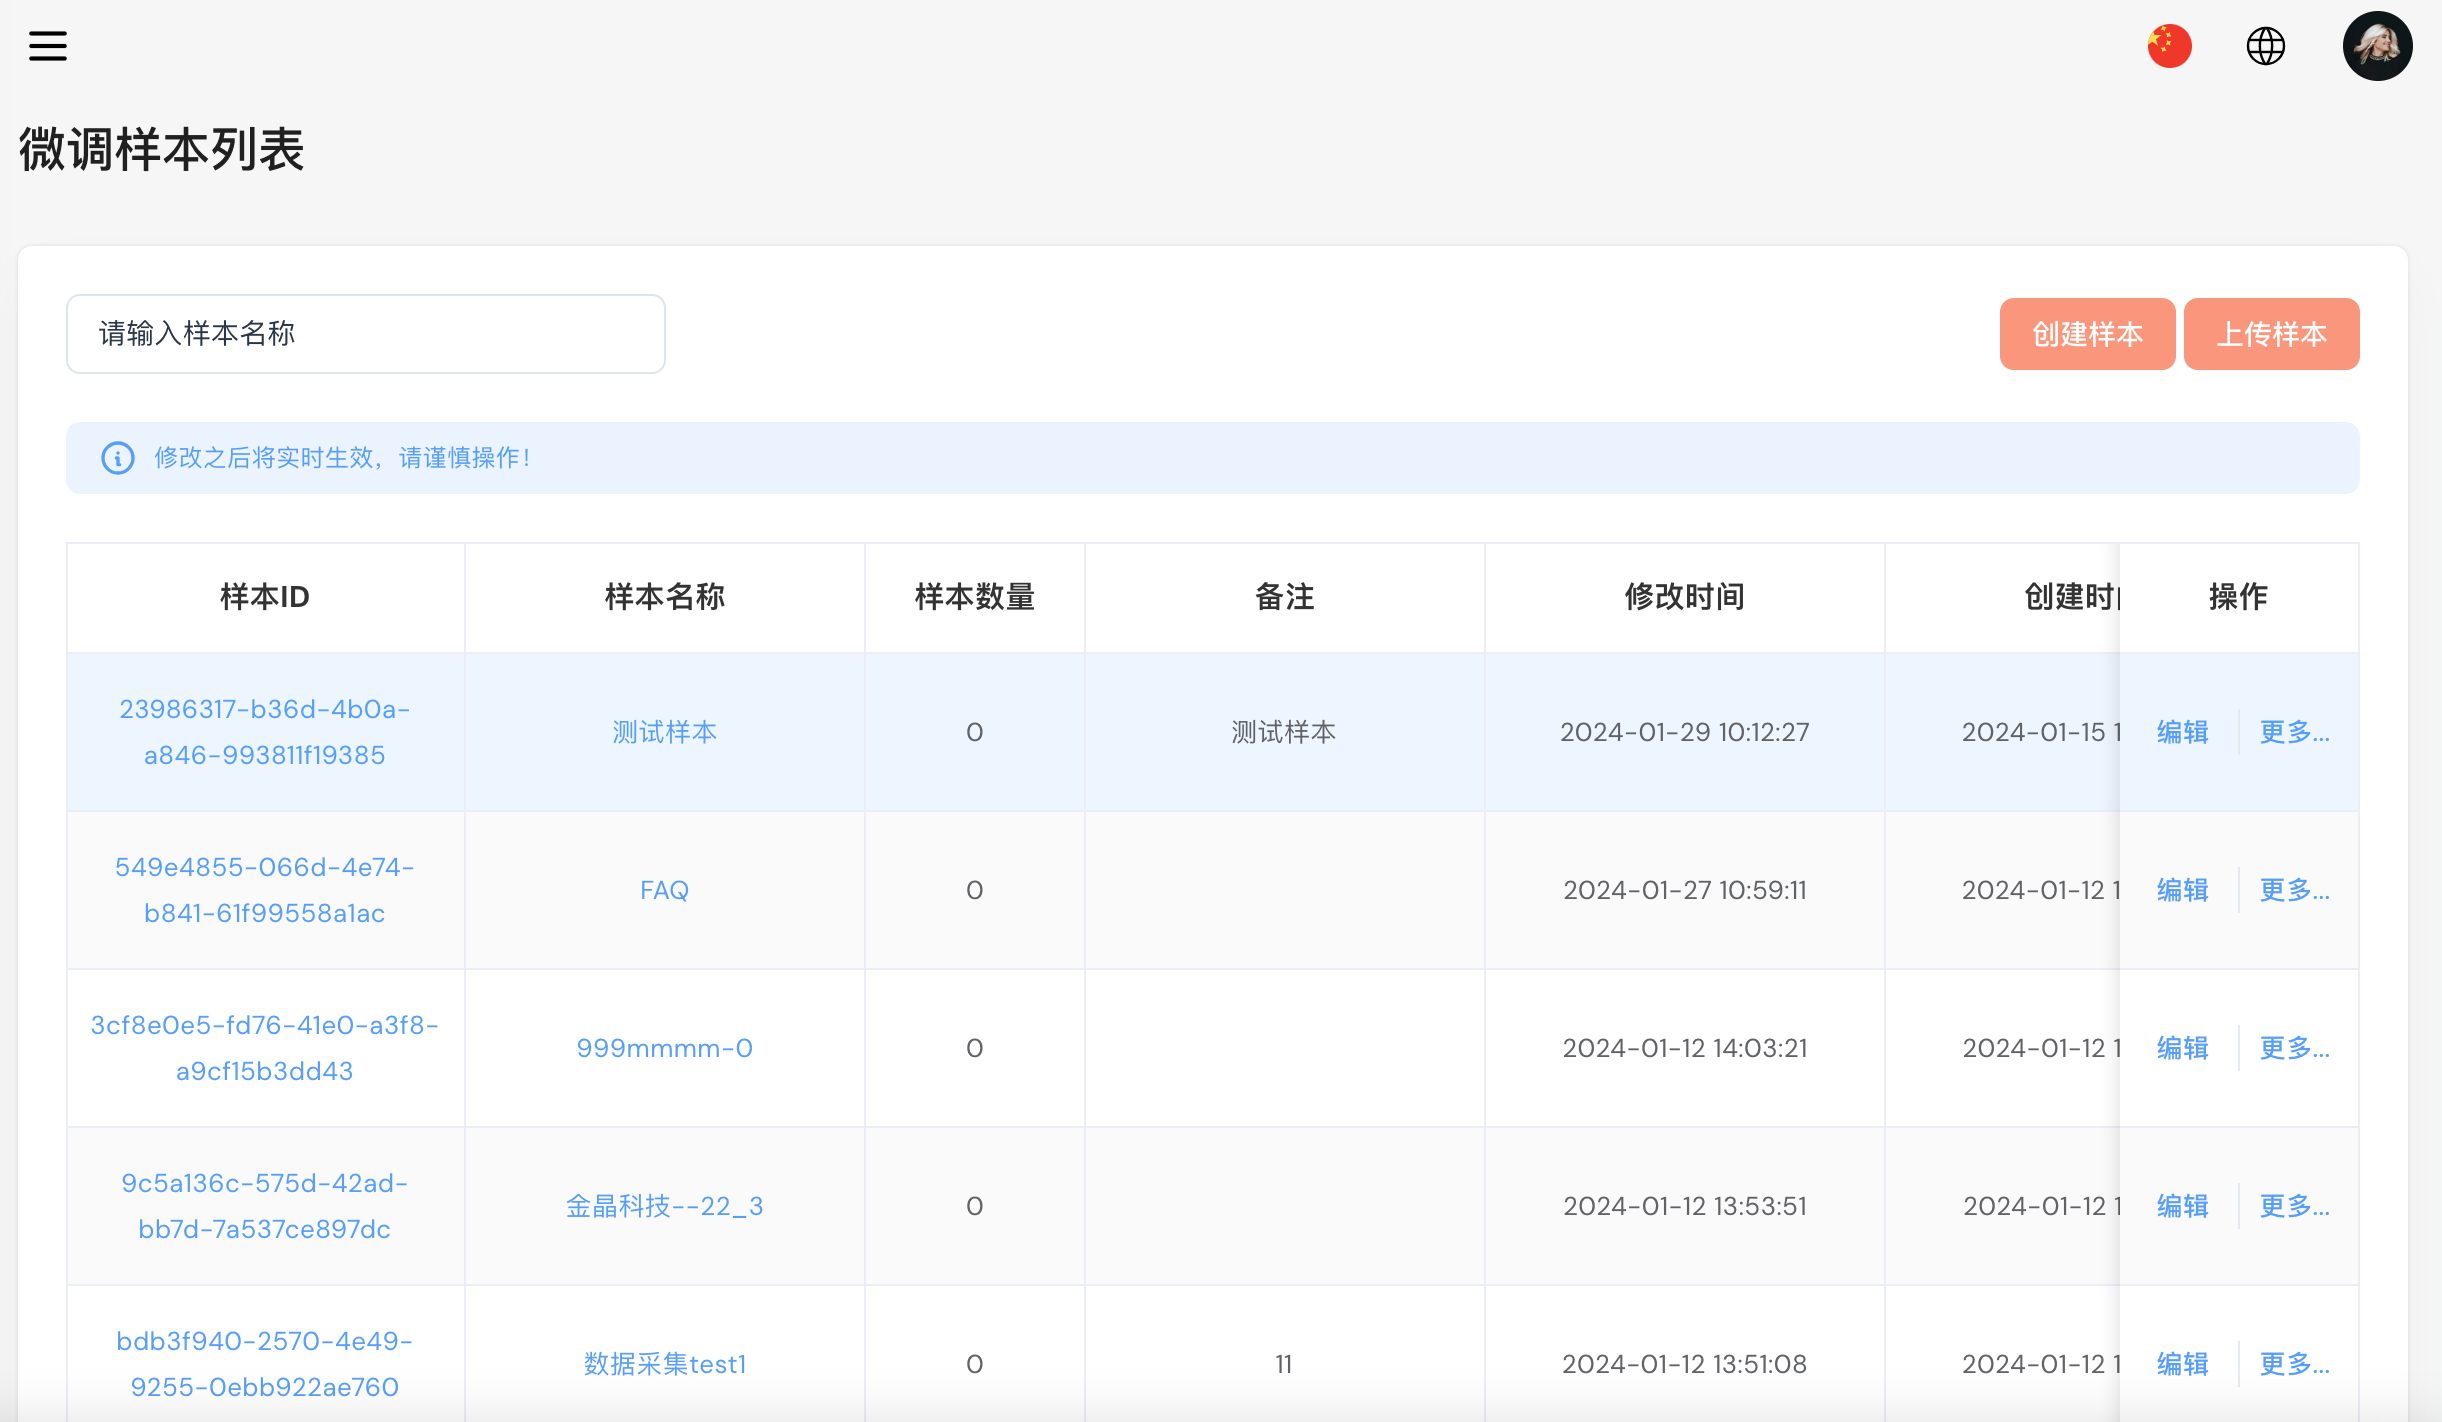 微调样本列表
请输入样本名称
创建样本 上传样本
修改之后将实时生效，请谨慎操作！
样本ID 样本名称 样本数量 备注 修改时间 创建时 操作
23986317-b36d-4b0a-
a846-993811f19385
测试样本 0 测试样本 2024-01-29 10:12:27 2024-01-15 1 编辑 更多...
549e4855-066d-4e74-
b841-61f99558a1ac
FAQ 0 2024-01-27 10:59:11 2024-01-12 1 编辑 更多...
3cf8e0e5-fd76-41e0-a3f8-
a9cf15b3dd43
999mmmm-0 0 2024-01-12 14:03:21 2024-01-12 1 编辑 更多...
9c5a136c-575d-42ad-
bb7d-7a537ce897dc
金晶科技--22_3 0 2024-01-12 13:53:51 2024-01-12 1 编辑 更多...
bdb3f940-2570-4e49-
9255-0ebb922ae760
数据采集test1 0 11 2024-01-12 13:51:08 2024-01-12 1 编辑 更多...